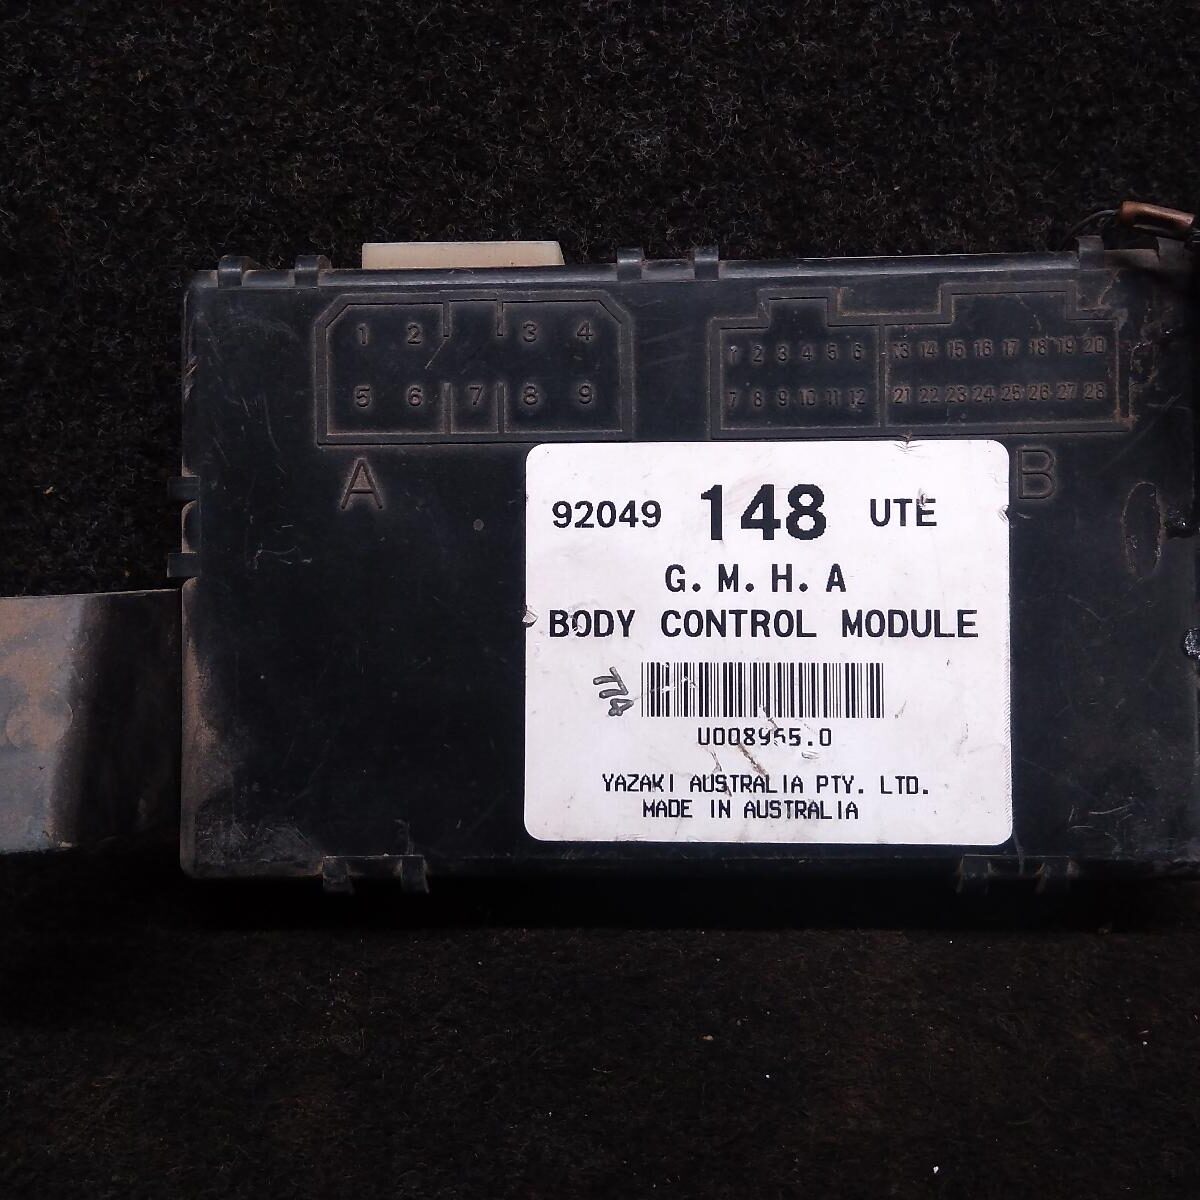 1 2 3 4
5 6 7 8 9
A
1 2 3 4 5 6 13 14 15 16 17 18 19 20
7 8 9 10 11 12 21 22 23 24 25 26 27 28
B
92049 148 UTE
G. M. H. A
BODY CONTROL MODULE
U008965.0
YAZAKI AUSTRALIA PTY. LTD.
MADE IN AUSTRALIA